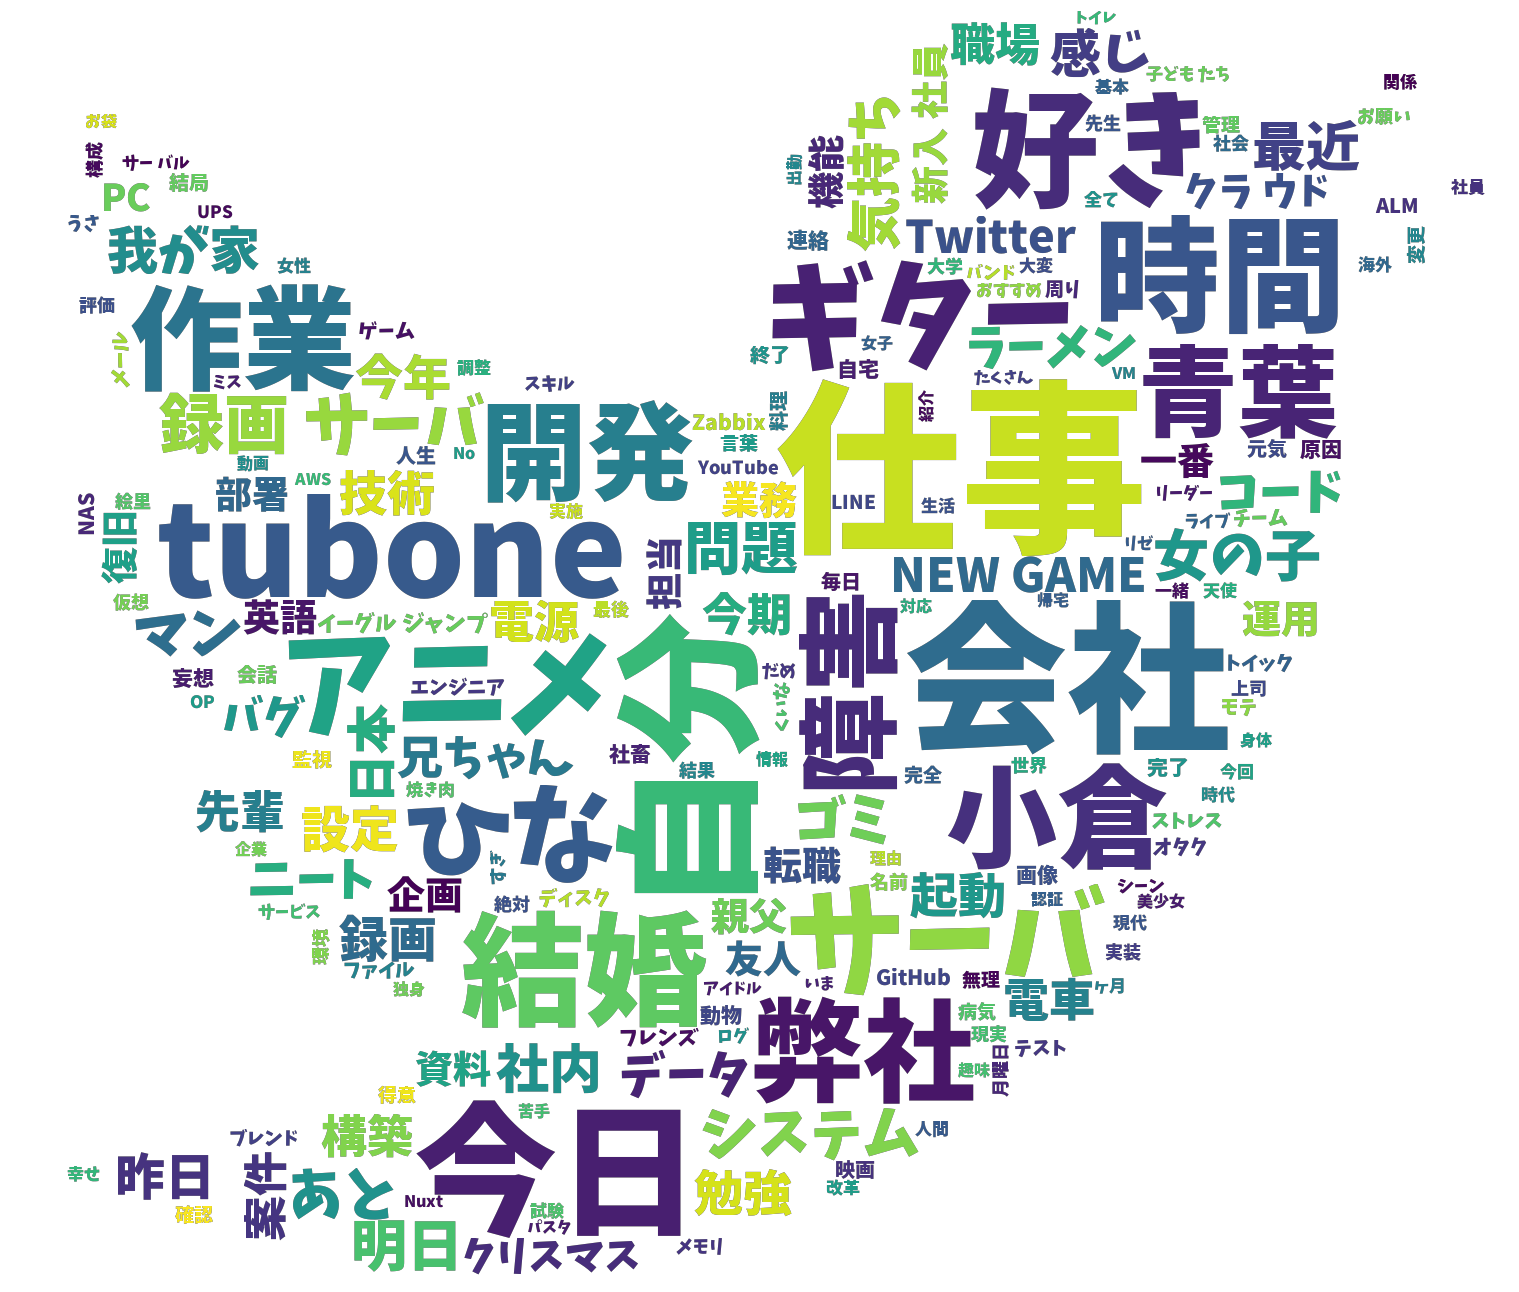 トイレ
職場
感じ
子どもたち
関係
新入社員
気持ち
基本
好き
お願い
お袋
先生
管理
最近
社会
構成
サーバル
機能
出勤
PC
結局
クラウド
社員
全て
UPS
ALM
うさ
我が家
連絡
Twitter
時間
変更
女性
大学
バンド
大変
海外
ギター
おすすめ
周り
評価
作業
ゲーム
メール
ラーメン
終了
女子
自宅
青葉
今年
調整
たくさん
VM
ミス
スキル
仕事
録画
サーバ
開発
料理
紹介
Zabbix
言葉
人生
No
一番
元気
原因
動画
YouTube
AWS
部署
技術
業務
LINE
生活
リーダー
コード
NAS
絵里
tubone
実施
ライブ
チーム
復旧
担当
問題
リゼ
女の子
NEW GAME
毎日
帰宅
一緒
天使
仮想
マン
英語
イーグルジャンプ
電源
最後
今期
障害
対応
会社
運用
妄想
会話
アニメ
エンジニア
自分
だめ
くいな
トイック
上司
OP
バグ
日本
モテ
監視
兄ちゃん
社畜
情報
身体
結果
完全
世界
完了
今回
焼き肉
先輩
設定
ひな
ゴミ
小倉
時代
ストレス
企業
すぎ
転職
理由
オタク
ニート
企画
絶対
ディスク
名前
起動
画像
シーン
認証
美少女
サービス
録画
結婚
親父
サーバ
現代
環境
友人
実装
ファイル
独身
アイドル
いま
GitHub
無理
電車
ヶ月
動物
弊社
病気
フレンズ
ログ
現実
資料
社内
データ
趣味
月曜日
テスト
得意
苦手
今日
システム
人間
ブレンド
構築
幸せ
昨日
案件
あと
映画
勉強
改革
Nuxt
確認
試験
パスタ
明日
クリスマス
メモリ